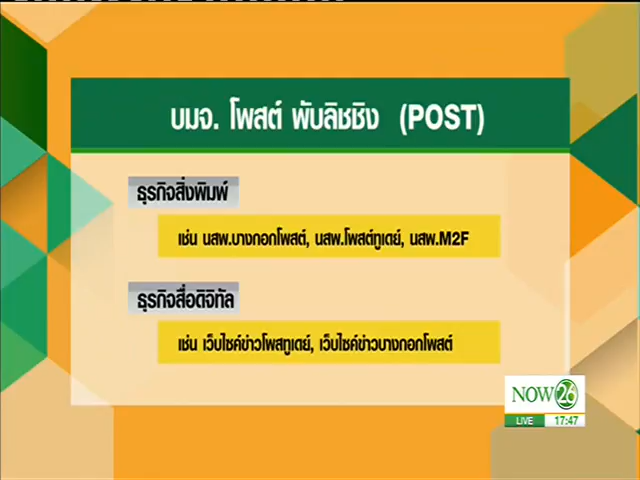 บมจ. โพสต์ พับลิชชิง (POST)
ธุรกิจสิ่งพิมพ์
เช่น นสพ.บางกอกโพสต์, นสพ.โพสต์ทูเดย์, นสพ.M2F
ธุรกิจสื่อดิจิทัล
เช่น เว็บไซค์ข่าวโพสทูเดย์, เว็บไซค์ข่าวบางกอกโพสต์
NOW26
LIVE 17:47